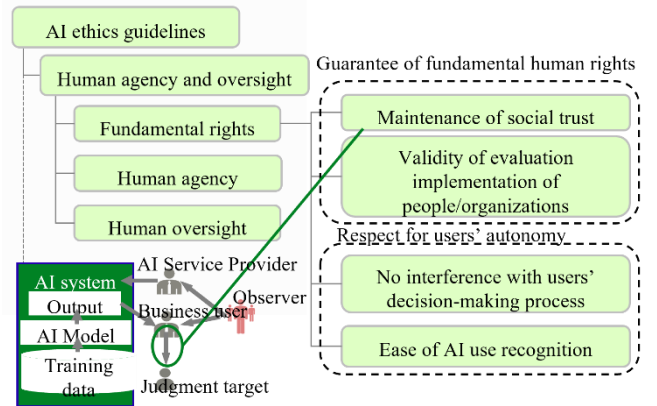 AI ethics guidelines
Human agency and oversight
Fundamental rights
Human agency
Human oversight
Guarantee of fundamental human rights
Maintenance of social trust
Validity of evaluation
implementation of
people/organizations
Respect for users’ autonomy
No interference with users’
decision-making process
Ease of AI use recognition
AI system
Output
AI Model
Training
data
AI Service Provider
Business user
Observer
Judgment target